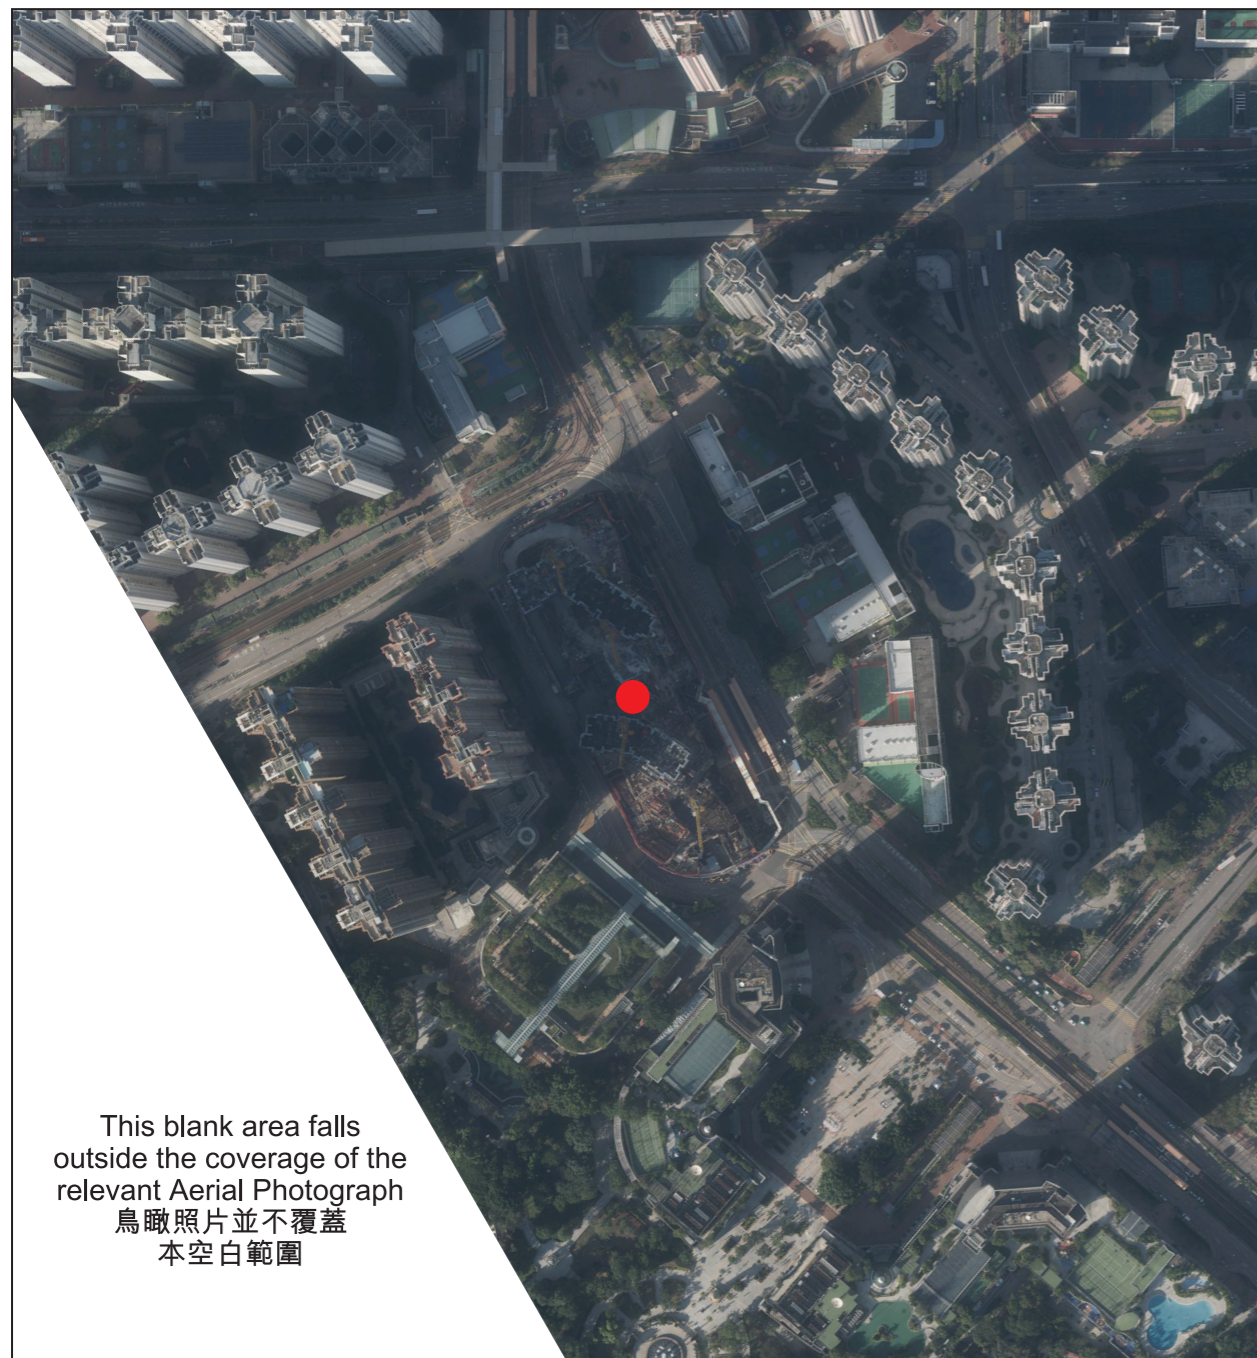 This blank area falls
outside the coverage of the
relevant Aerial Photograph
鳥瞰照片並不覆蓋
本空白範圍